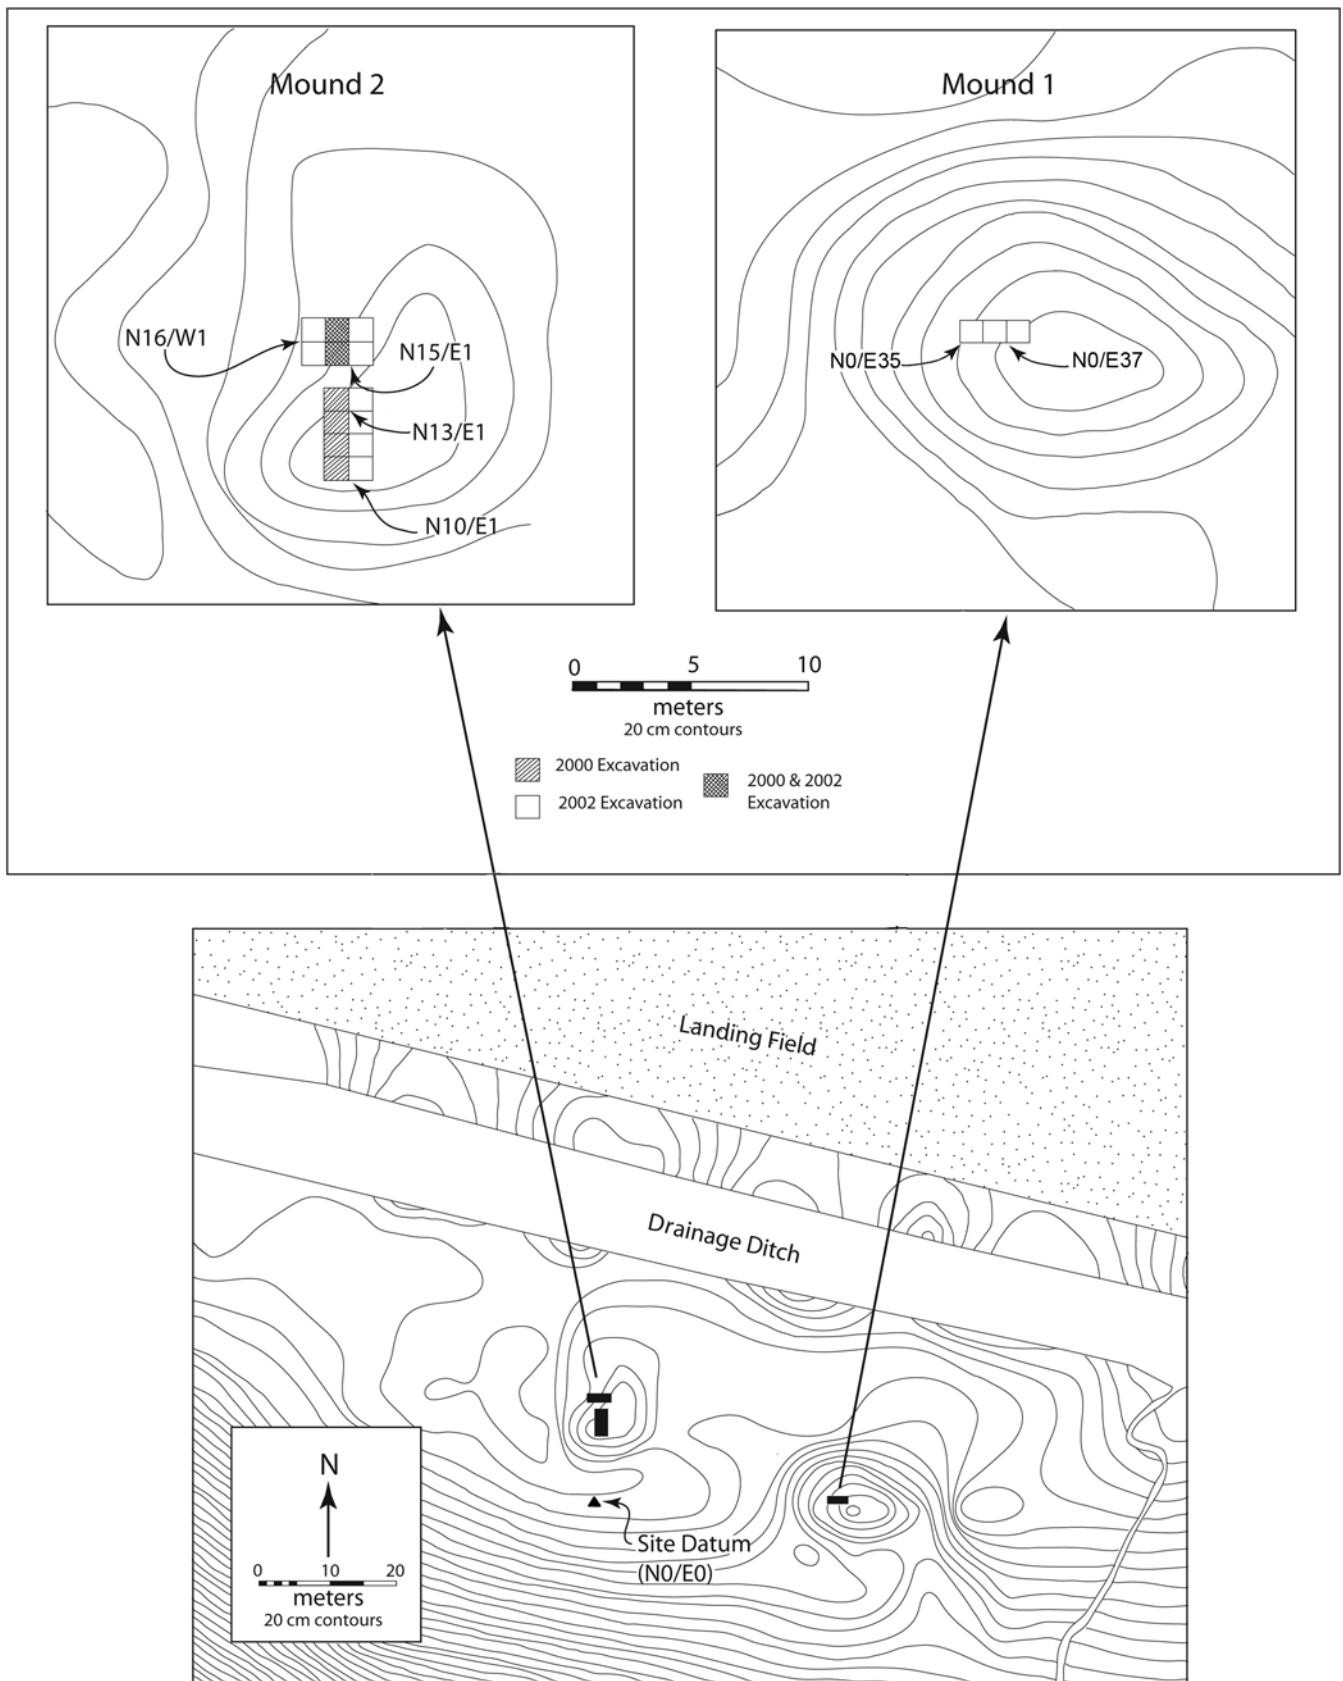 Mound 2
Mound 1
N16/W1
N15/E1
N13/E1
N10/E1
N0/E35
N0/E37
0 5 10
meters
20 cm contours
2000 Excavation
2002 Excavation
2000 & 2002
Excavation
Landing Field
Drainage Ditch
Site Datum
(N0/E0)
N
0 10 20
meters
20 cm contours